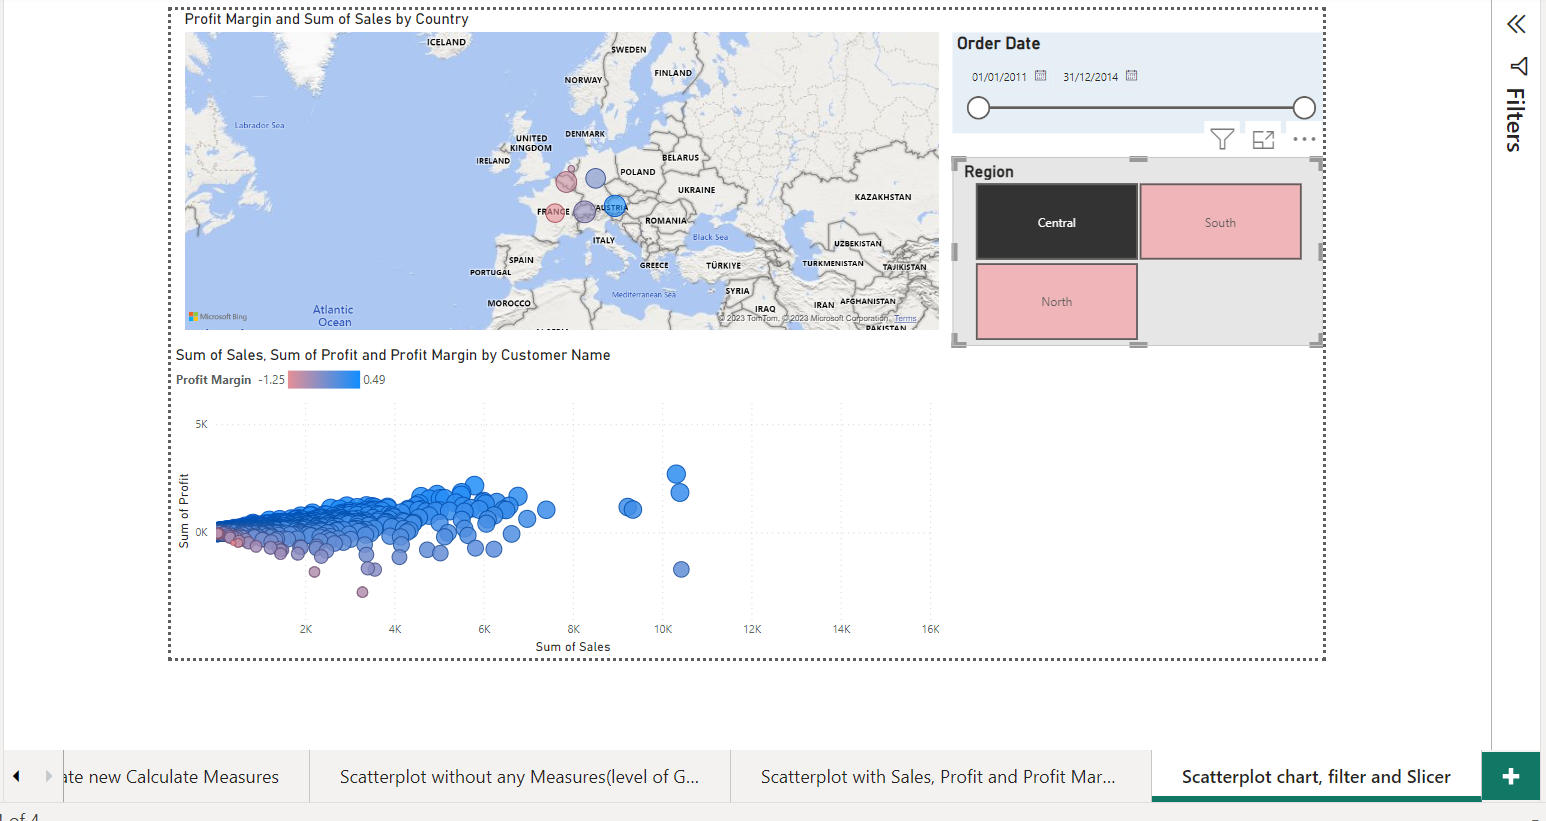 Profit Margin and Sum of Sales by Country
ICELAND
SWEDEN
NORWAY
FINLAND
Labrador Sea
UNITED
KINGDOM
DENMARK
IRELAND
BELARUS
POLAND
UKRAINE
KAZAKHSTAN
FRANCE
AUSTRIA
ROMANIA
ITALY
Black Sea
UZBEKISTAN
SPAIN
PORTUGAL
GREECE
TÜRKIYE
TURKMENISTAN
TAJIKISTAN
MOROCCO
Mediterranean Sea
SYRIA
IRAQ
IRAN
AFGHANISTAN
Atlantic
Ocean
Microsoft Bing
© 2023 TomTom, © 2023 Microsoft Corporation Terms
PAKISTAN
Order Date
01/01/2011 31/12/2014
Region
Central
South
North
Filters
Sum of Sales, Sum of Profit and Profit Margin by Customer Name
Profit Margin -1.25 0.49
5K
0K
Sum of Profit
2K 4K 6K 8K 10K 12K 14K 16K
Sum of Sales
ate new Calculate Measures
Scatterplot without any Measures(level of G...
Scatterplot with Sales, Profit and Profit Mar...
Scatterplot chart, filter and Slicer
of 4